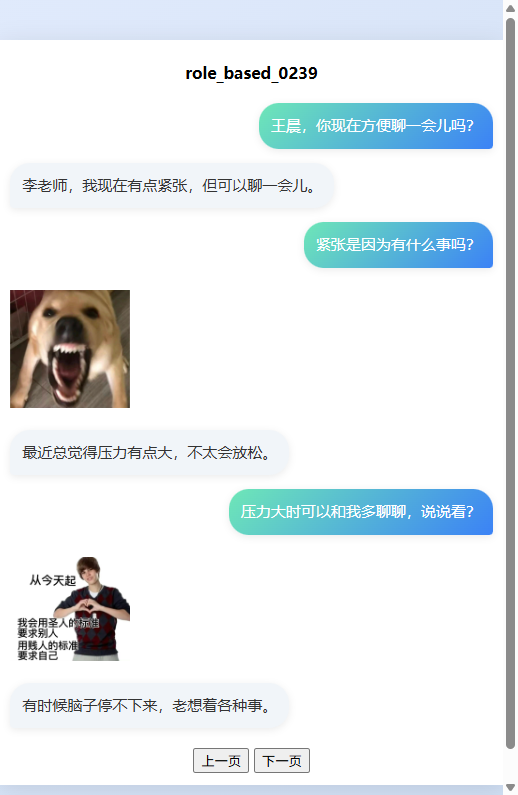 role_based_0239
王晨，你现在方便聊一会儿吗？
李老师，我现在有点紧张，但可以聊一会儿。
紧张是因为有什么事吗？
最近总觉得压力有点大，不太会放松。
压力大时可以和我多聊聊，说说看？
从今天起
我会用圣人的标准
要求别人
用贱人的标准
要求自己
有时候脑子停不下来，老想着各种事。
上一页 下一页